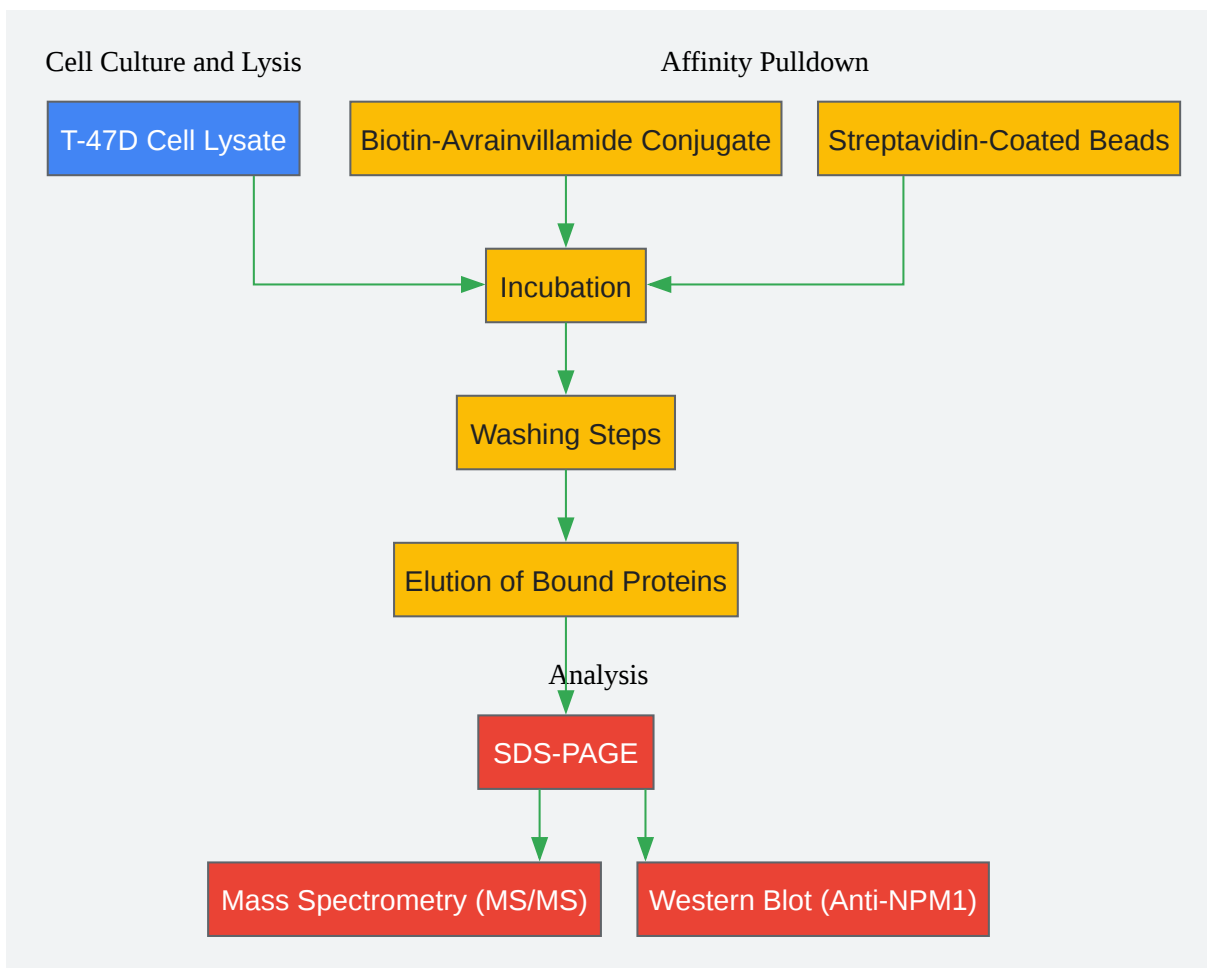 Cell Culture and Lysis
Affinity Pulldown
T-47D Cell Lysate
Biotin-Avrainvillamide Conjugate
Streptavidin-Coated Beads
Incubation
Washing Steps
Elution of Bound Proteins
Analysis
SDS-PAGE
Mass Spectrometry (MS/MS)
Western Blot (Anti-NPM1)